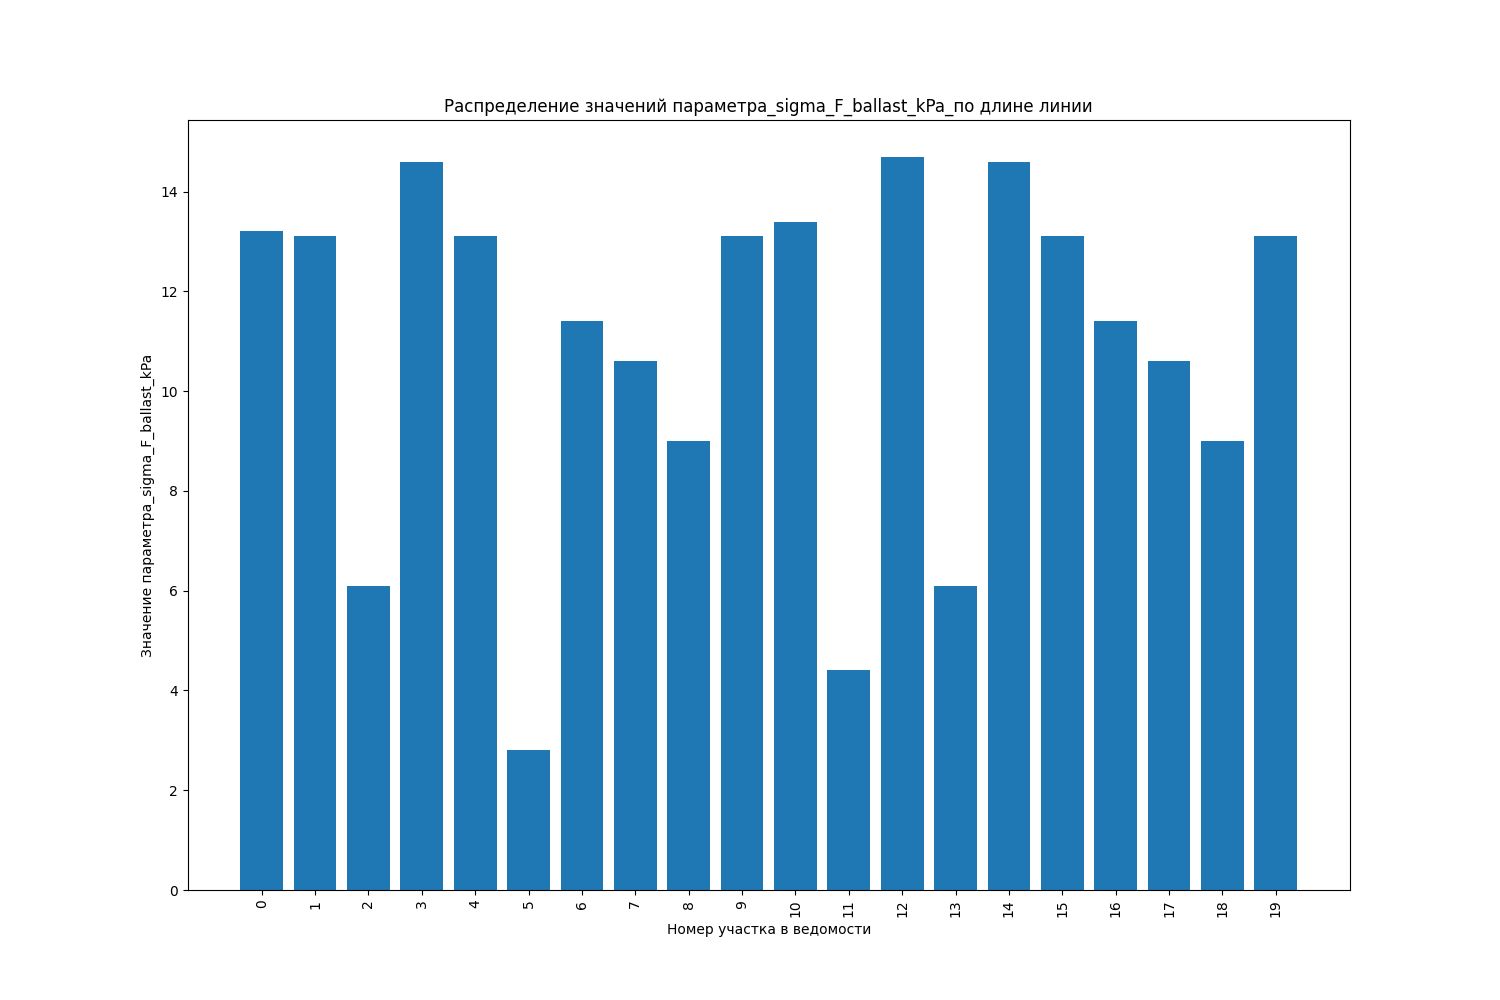 Распределение значений параметра_sigma_F_ballast_kPa_по длине линии
Значение параметра_sigma_F_ballast_kPa
14
12
10
8
6
4
2
0
0 1 2 3 4 5 6 7 8 9 10 11 12 13 14 15 16 17 18 19
Номер участка в ведомости